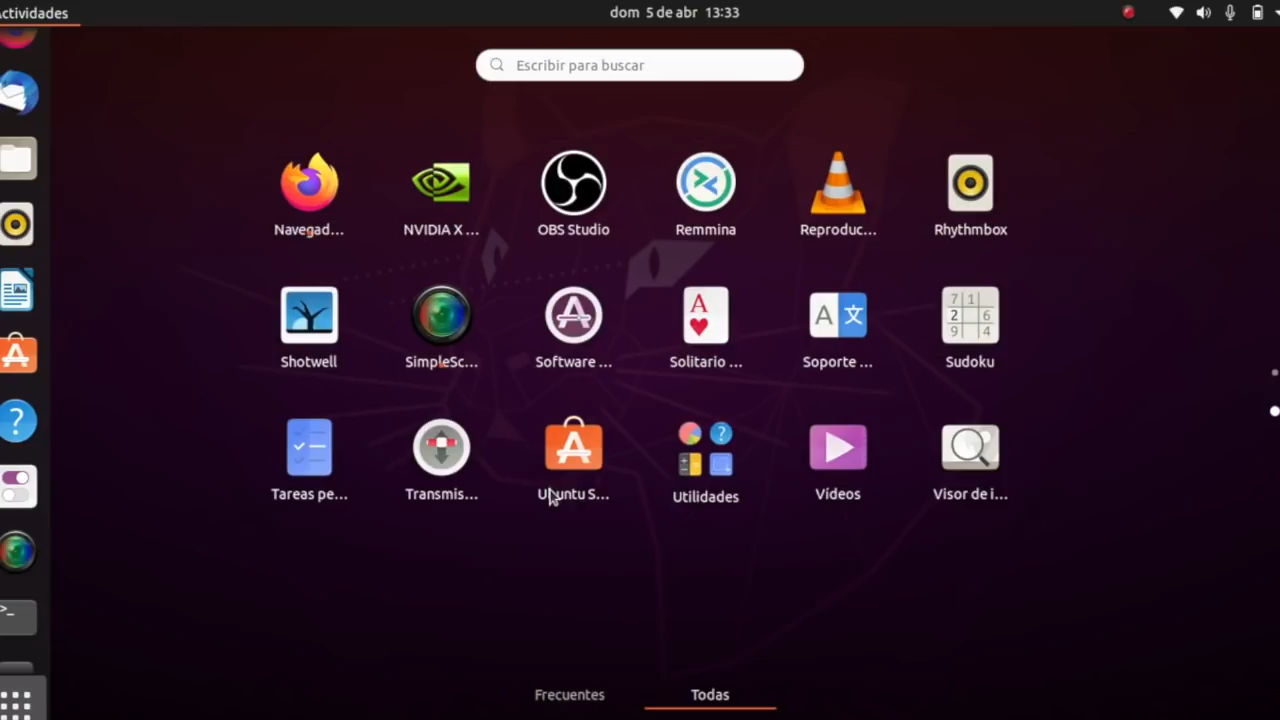 Actividades
dom 5 de abr 13:33
Escribir para buscar
Navegad...
NVIDIA X ...
OBS Studio
Remmina
Reproduc...
Rhythmbox
Shotwell
SimpleSc...
Software ...
Solitario ...
Soporte ...
Sudoku
Tareas pe...
Transmis...
Ubuntu S...
Utilidades
Vídeos
Visor de i...
Frecuentes
Todas